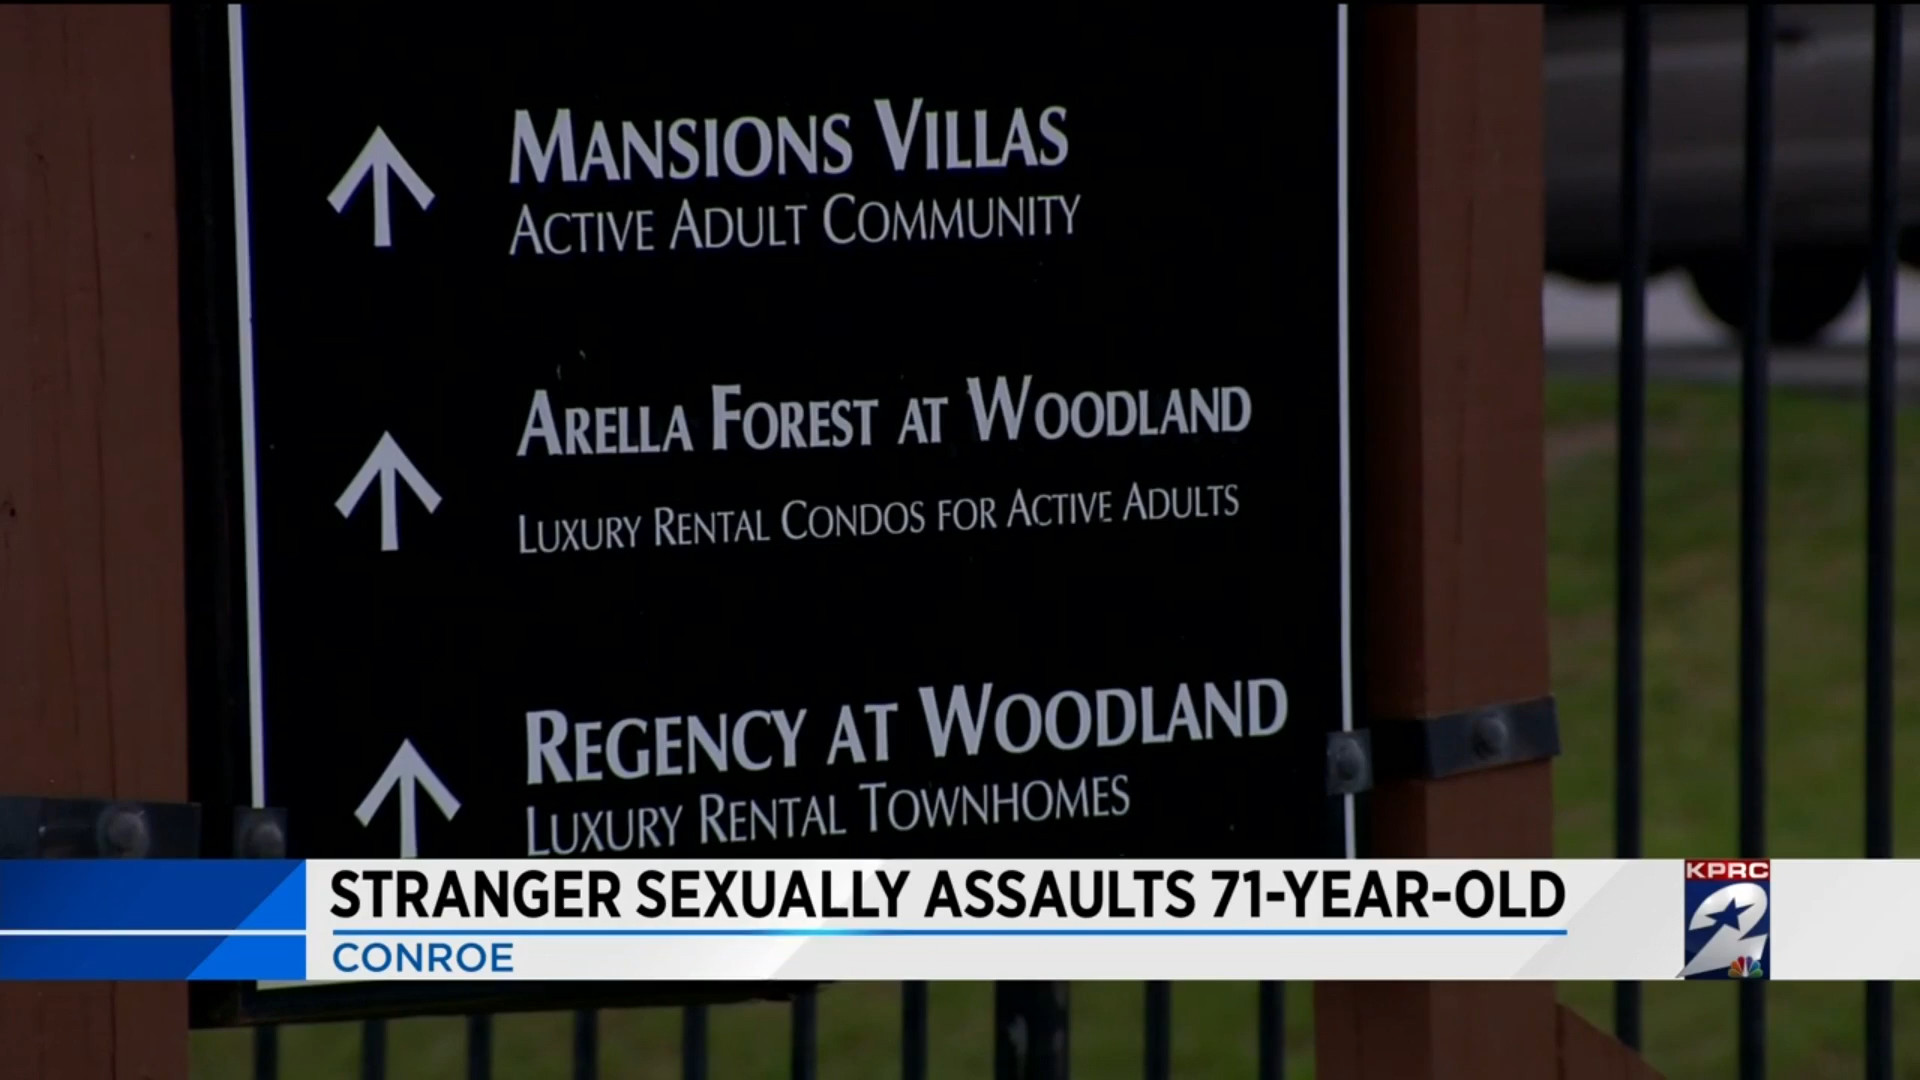 MANSIONS VILLAS
ACTIVE ADULT COMMUNITY
ARELLA FOREST AT WOODLAND
LUXURY RENTAL CONDOS FOR ACTIVE ADULTS
REGENCY AT WOODLAND
LUXURY RENTAL TOWNHOMES
STRANGER SEXUALLY ASSAULTS 71-YEAR-OLD
CONROE
KPRC
2